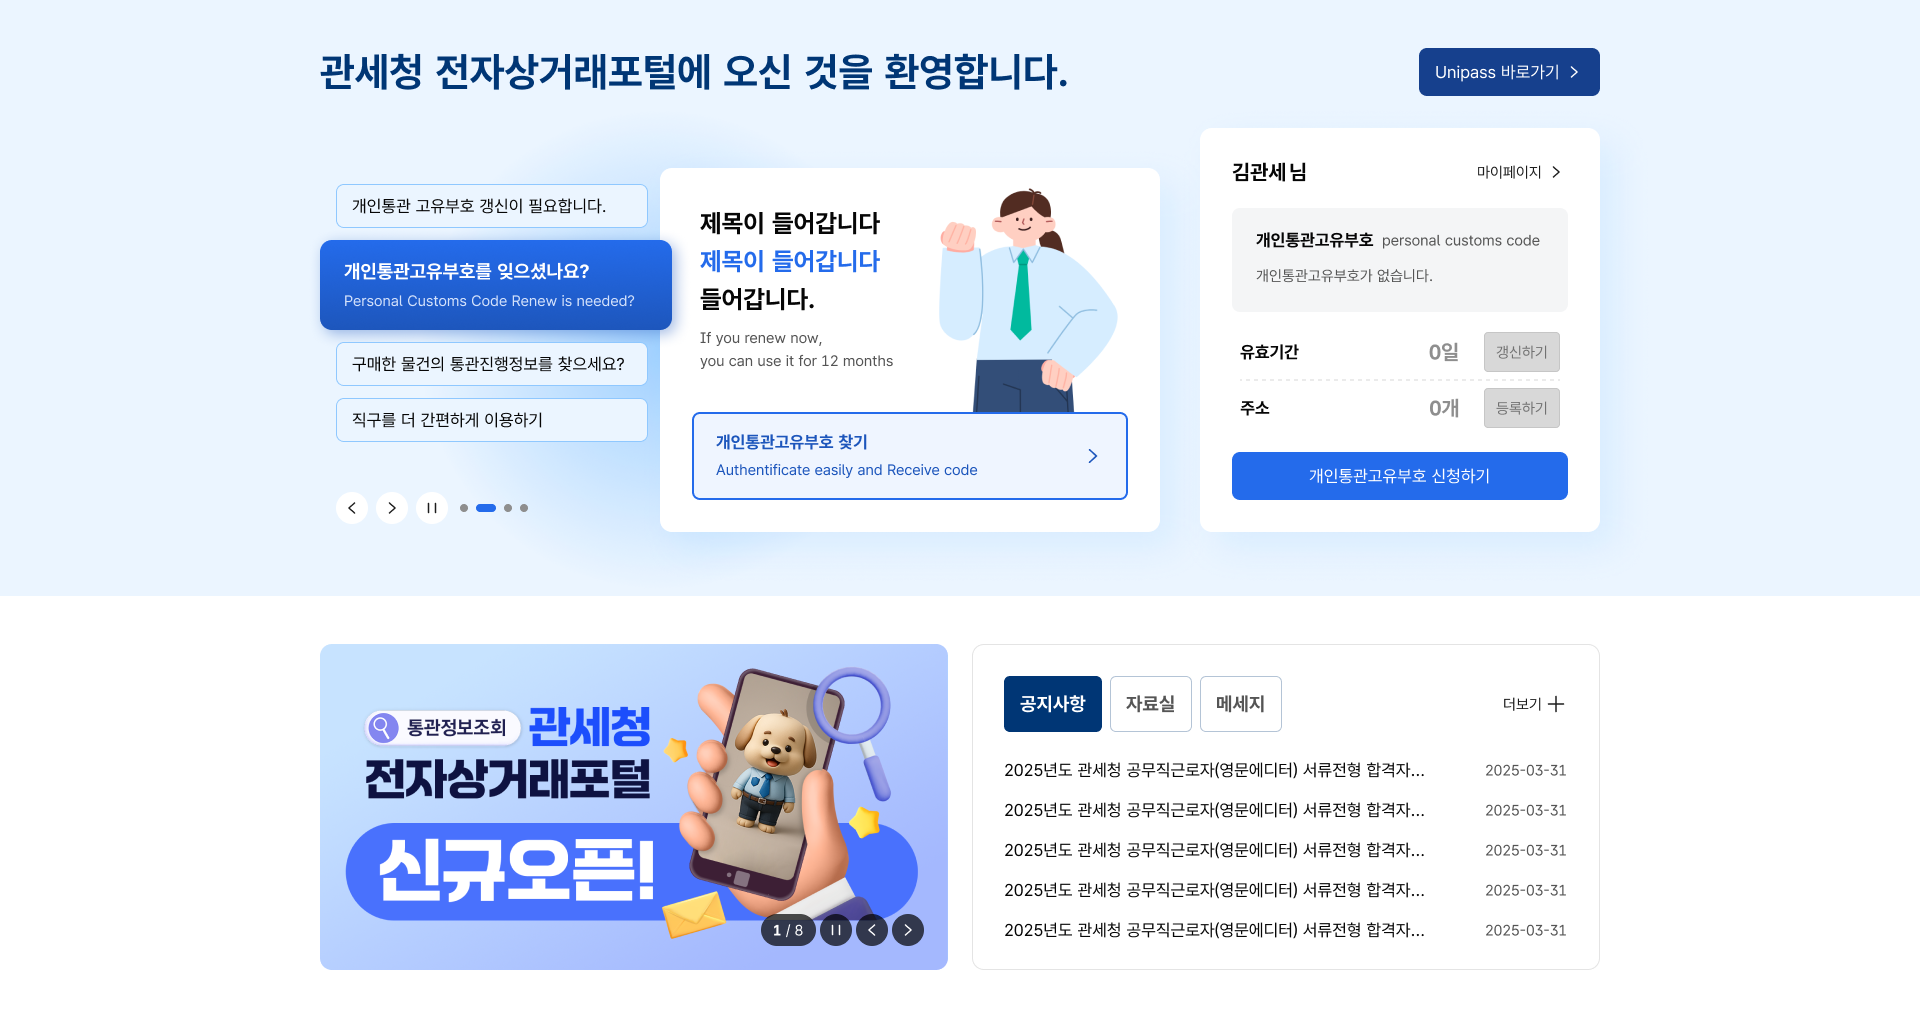 관세청 전자상거래포털에 오신 것을 환영합니다.
Unipass 바로가기
개인통관 고유부호 갱신이 필요합니다.
개인통관고유부호를 잊으셨나요?
Personal Customs Code Renew is needed?
구매한 물건의 통관진행정보를 찾으세요?
직구를 더 간편하게 이용하기
제목이 들어갑니다
제목이 들어갑니다
들어갑니다.
If you renew now,
you can use it for 12 months
개인통관고유부호 찾기
Authentificate easily and Receive code
김관세 님
마이페이지
개인통관고유부호 personal customs code
개인통관고유부호가 없습니다.
유효기간 0일 갱신하기
주소 0개 등록하기
개인통관고유부호 신청하기
통관정보조회 관세청
전자상거래포털
신규오픈!
1 / 8
공지사항 자료실 메세지
더보기
2025년도 관세청 공무직근로자(영문에디터) 서류전형 합격자... 2025-03-31
2025년도 관세청 공무직근로자(영문에디터) 서류전형 합격자... 2025-03-31
2025년도 관세청 공무직근로자(영문에디터) 서류전형 합격자... 2025-03-31
2025년도 관세청 공무직근로자(영문에디터) 서류전형 합격자... 2025-03-31
2025년도 관세청 공무직근로자(영문에디터) 서류전형 합격자... 2025-03-31